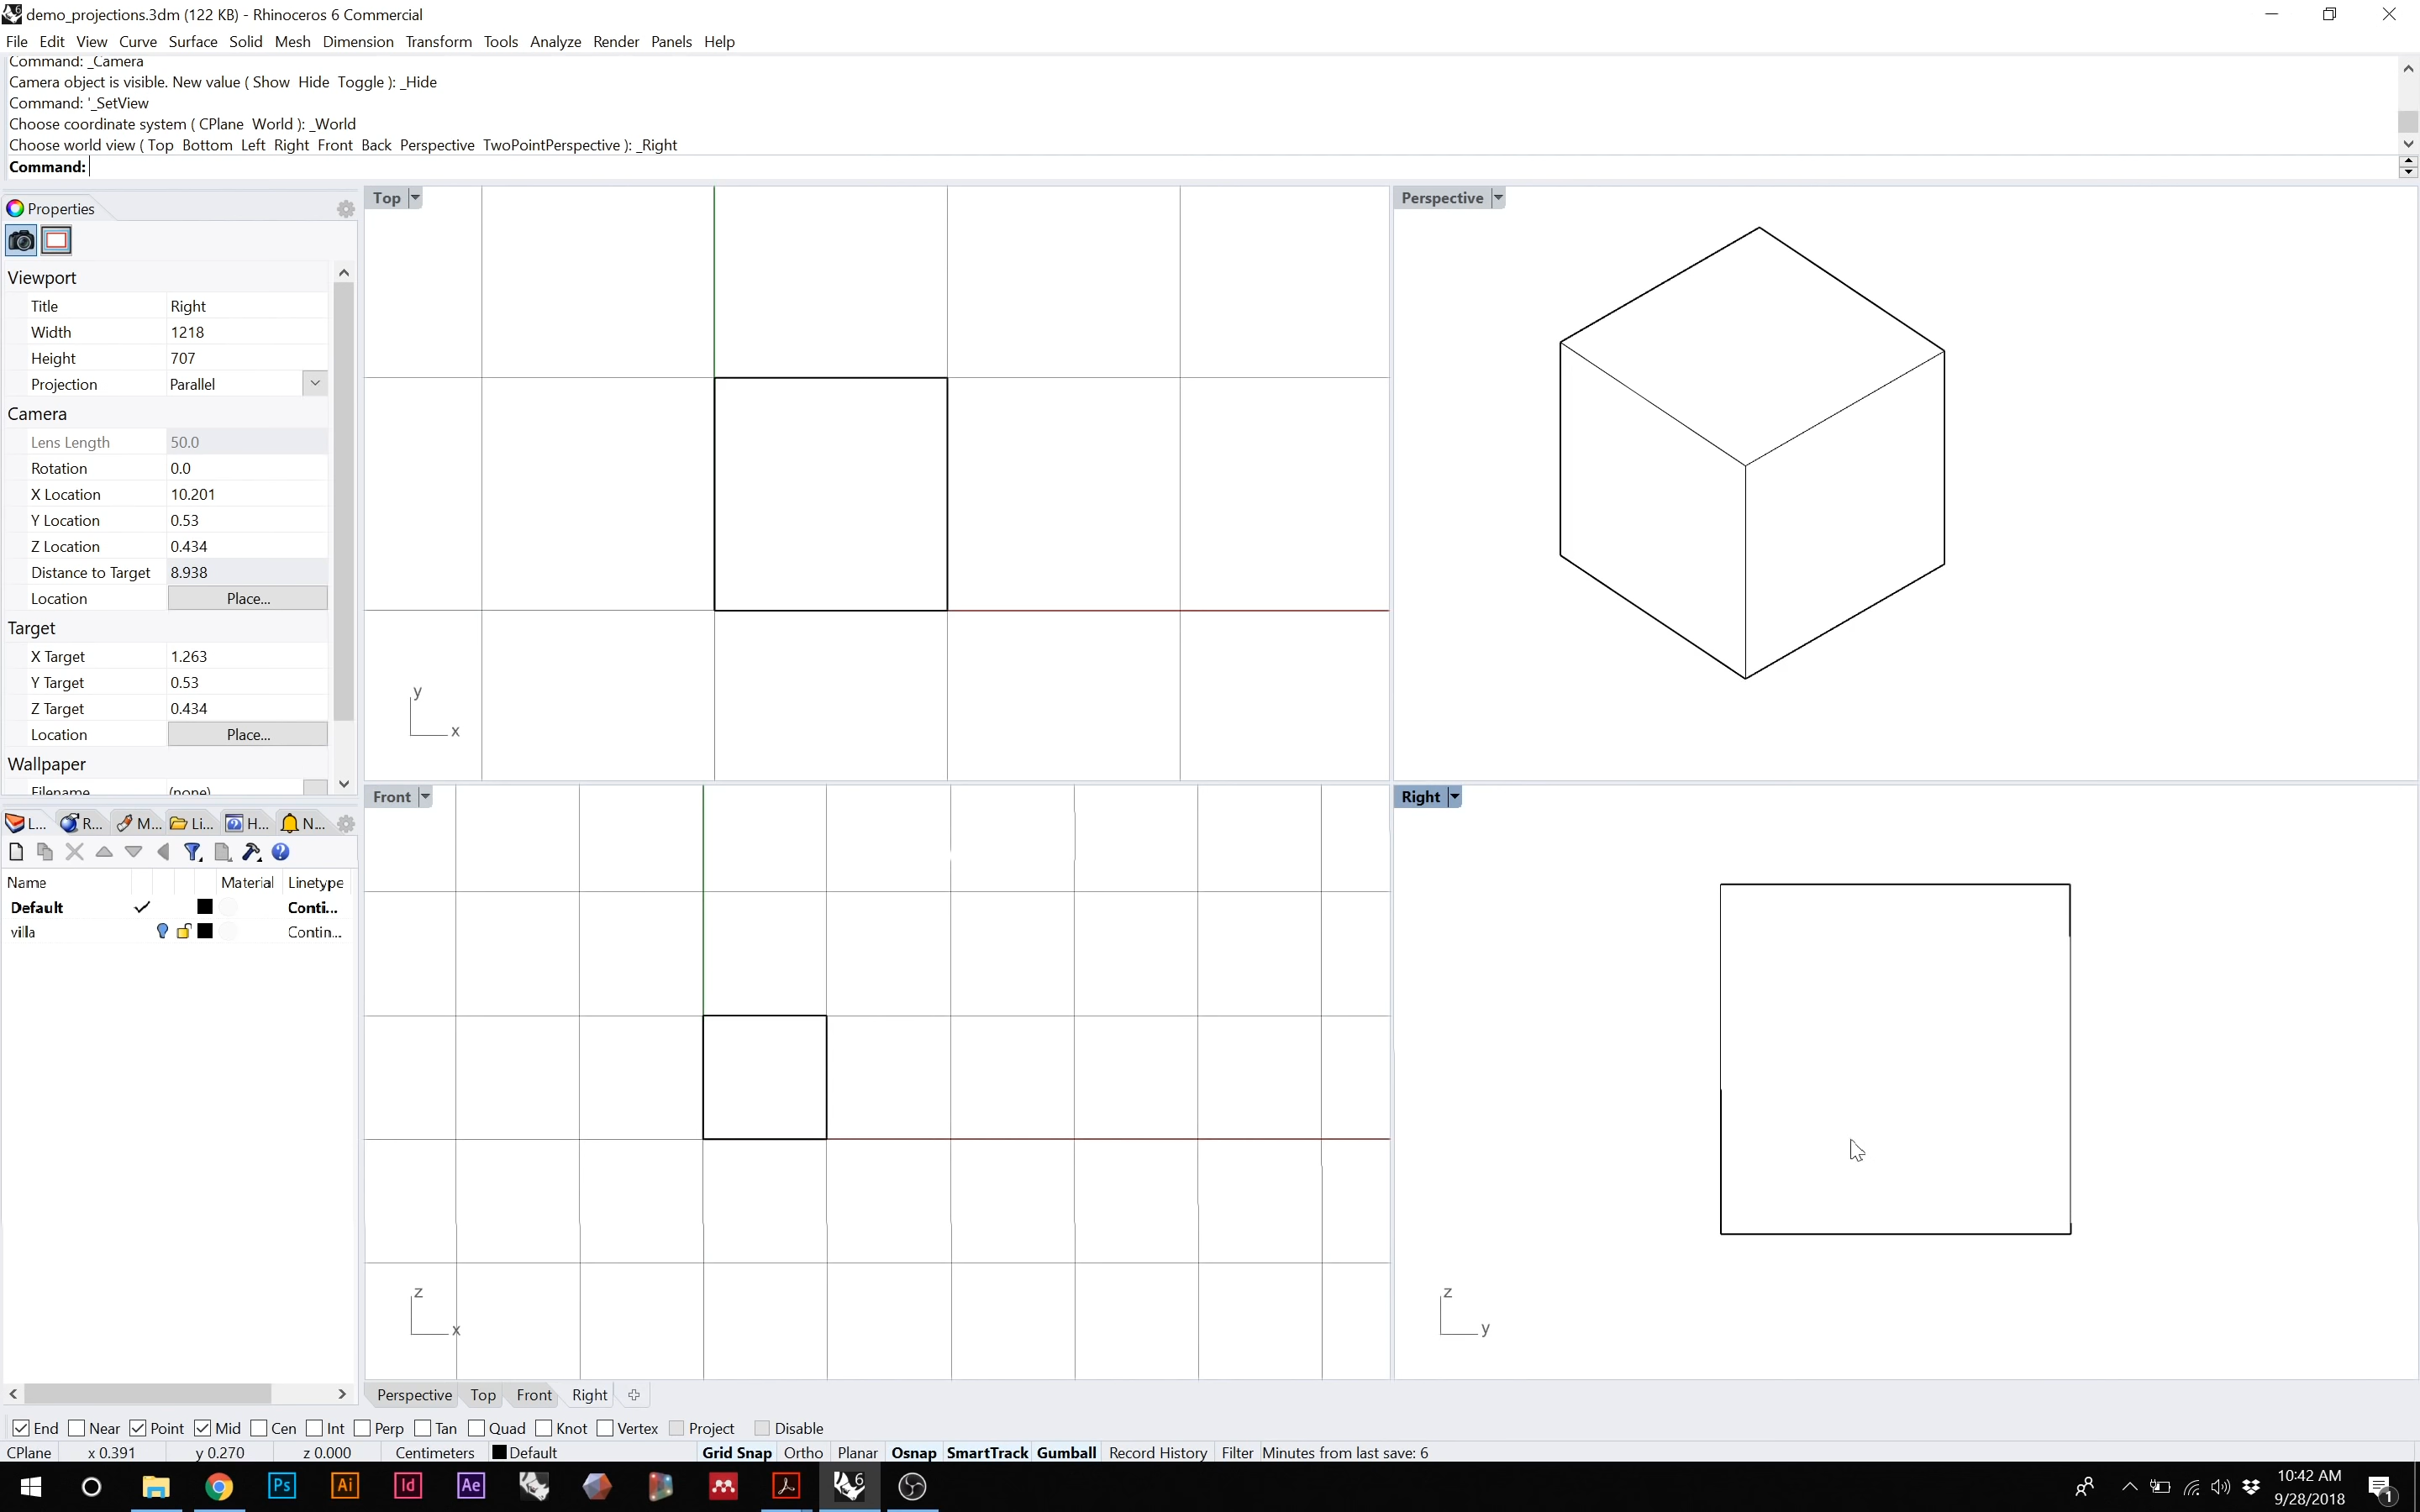 demo_projections.3dm (122 KB) - Rhinoceros 6 Commercial
File Edit View Curve Surface Solid Mesh Dimension Transform Tools Analyze Render Panels Help
Command: _Camera
Camera object is visible. New value ( Show Hide Toggle ): _Hide
Command: '_SetView
Choose coordinate system ( CPlane World ): _World
Choose world view ( Top Bottom Left Right Front Back Perspective TwoPointPerspective ): _Right
Command:
Properties
Viewport
Title Right
Width 1218
Height 707
Projection Parallel
Camera
Lens Length 50.0
Rotation 0.0
X Location 10.201
Y Location 0.53
Z Location 0.434
Distance to Target 8.938
Location Place...
Target
X Target 1.263
Y Target 0.53
Z Target 0.434
Location Place...
Wallpaper
Filename (none)
L... R... M... Li... H... N...
Name Material Linetype
Default Conti...
villa Contin...
Top
y
x
Perspective
Front
z
x
Right
z
y
Perspective Top Front Right
End Near Point Mid Cen Int Perp Tan Quad Knot Vertex Project Disable
CPlane x 0.391 y 0.270 z 0.000 Centimeters Default Grid Snap Ortho Planar Osnap SmartTrack Gumball Record History Filter Minutes from last save: 6
Ps Ai Id Ae 6
10:42 AM
9/28/2018
1